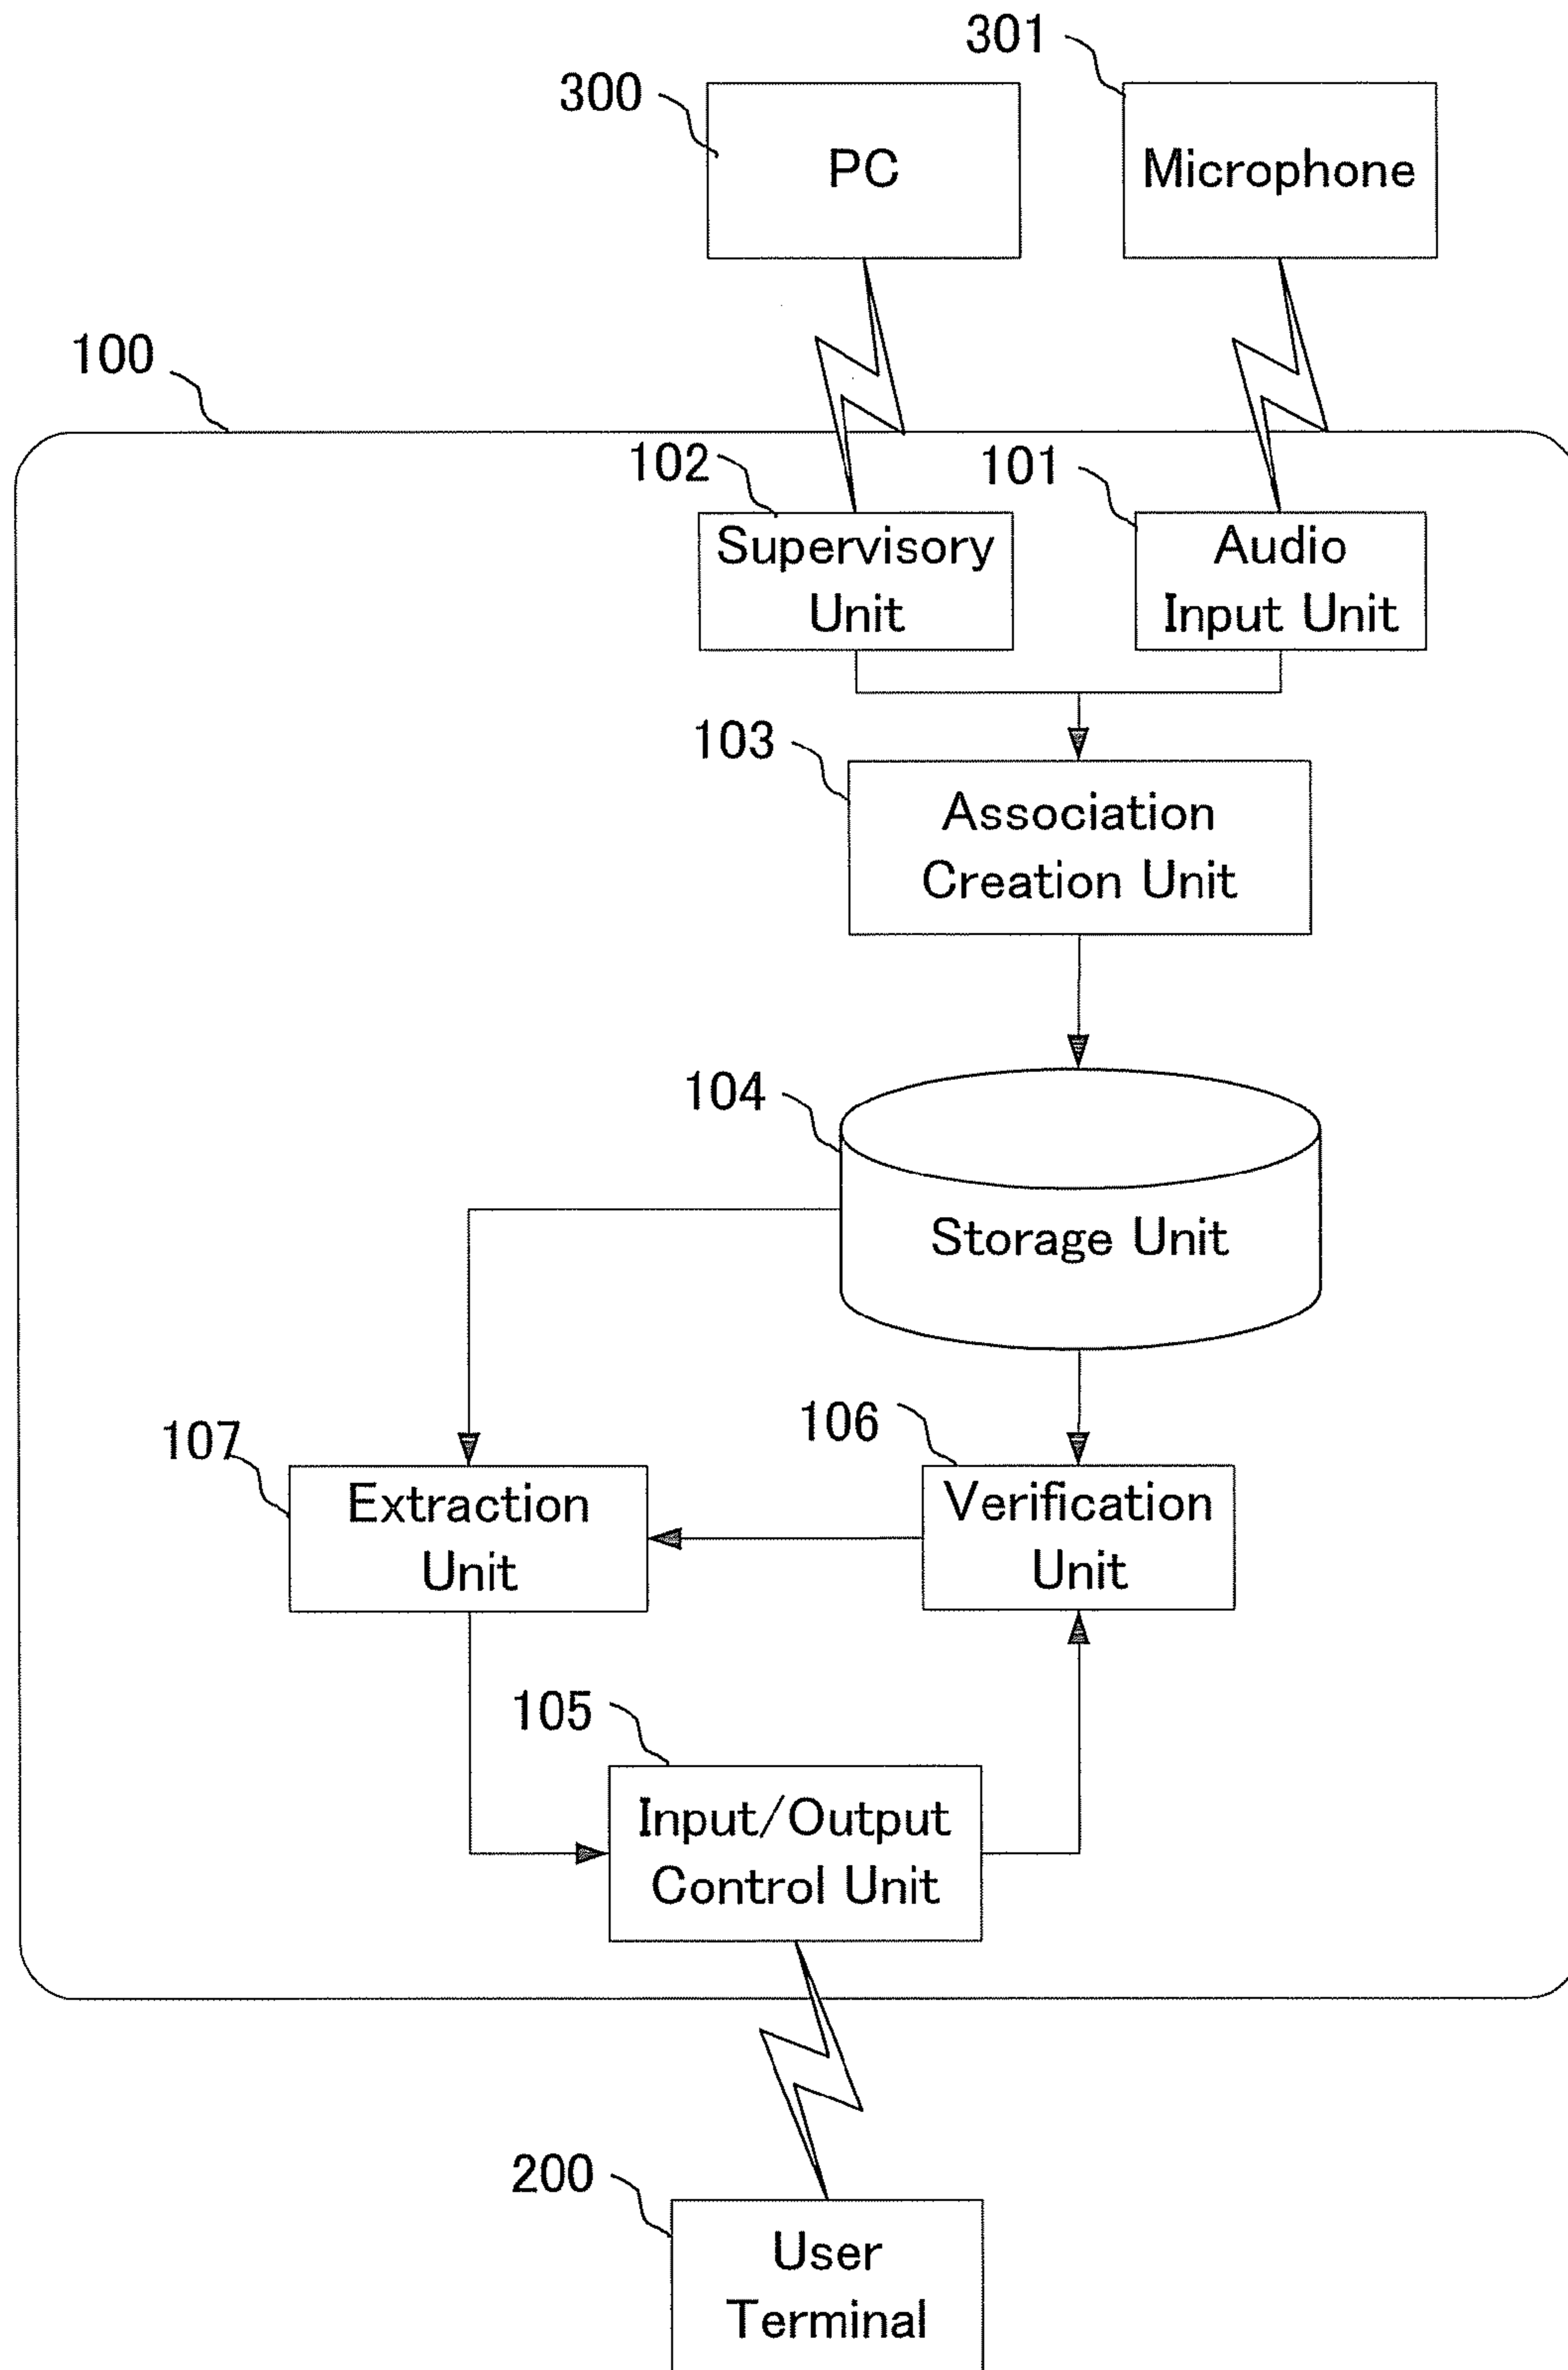 301
300
PC
Microphone
100
102
101
Supervisory
Unit
Audio
Input Unit
103
Association
Creation Unit
104
Storage Unit
107
106
Extraction
Unit
Verification
Unit
105
Input/Output
Control Unit
200
User
Terminal